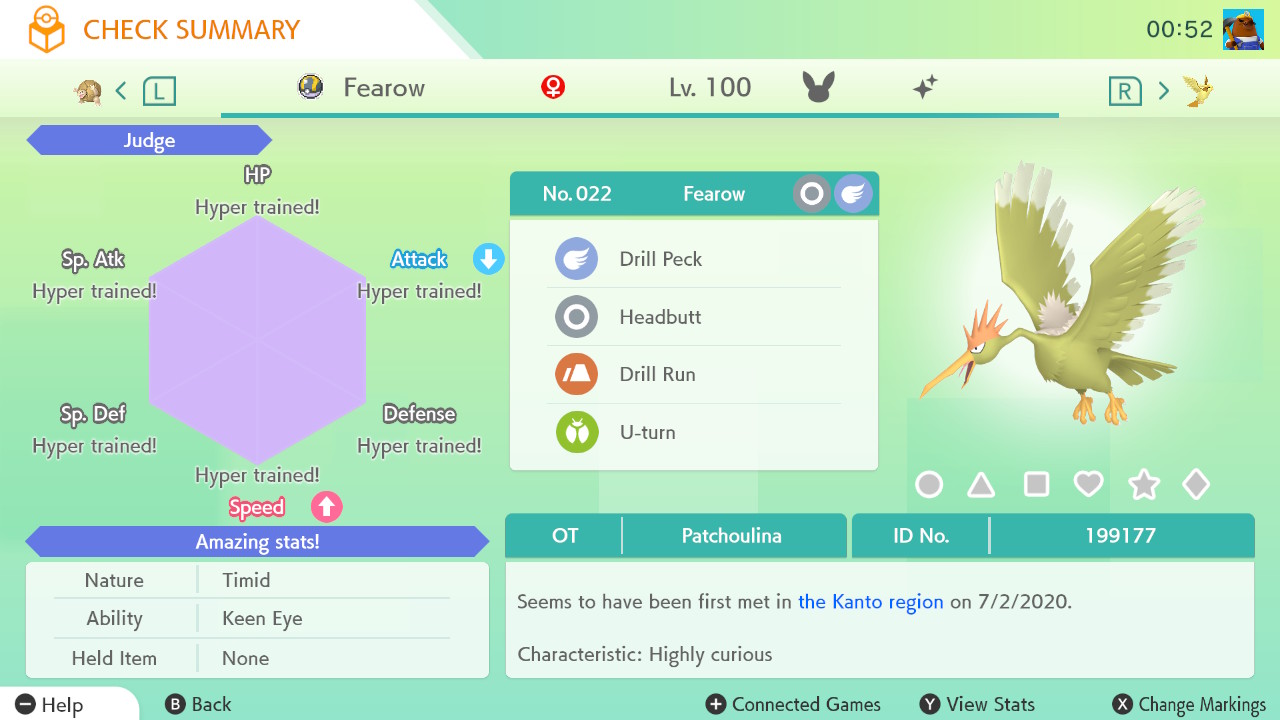 CHECK SUMMARY
00:52
L
Fearow
Lv. 100
R
Judge
HP
Hyper trained!
Sp. Atk
Hyper trained!
Attack
Hyper trained!
Sp. Def
Hyper trained!
Defense
Hyper trained!
Hyper trained!
Speed
Amazing stats!
Nature Timid
Ability Keen Eye
Held Item None
No. 022 Fearow
Drill Peck
Headbutt
Drill Run
U-turn
OT Patchoulina ID No. 199177
Seems to have been first met in the Kanto region on 7/2/2020.
Characteristic: Highly curious
Help
B Back
Connected Games
Y View Stats
X Change Markings